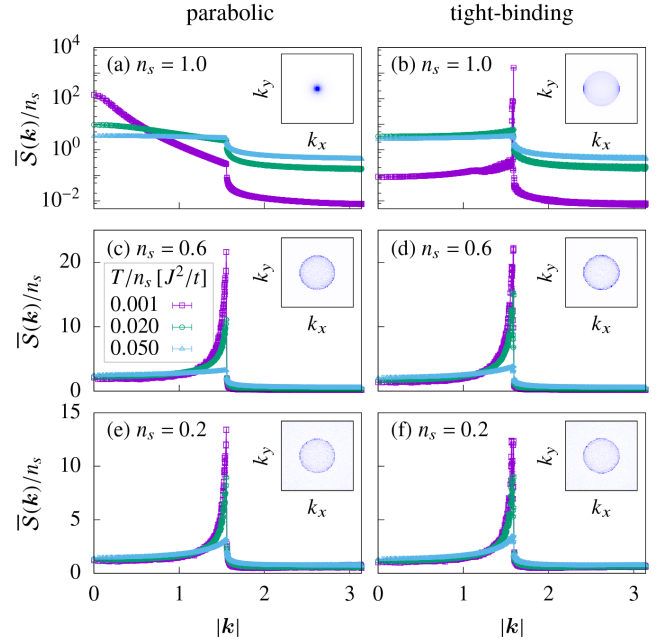 parabolic
tight-binding
(a) n_s = 1.0
(b) n_s = 1.0
10^4
10^2
10^0
10^−2
S̅(k)/n_s
k_y
k_x
k_y
k_x
(c) n_s = 0.6
(d) n_s = 0.6
T/n_s [J^2/t]
0.001
0.020
0.050
20
10
0
S̅(k)/n_s
k_y
k_x
k_y
k_x
(e) n_s = 0.2
(f) n_s = 0.2
15
10
5
0
S̅(k)/n_s
k_y
k_x
k_y
k_x
0 1 2 3
0 1 2 3
|k|
|k|